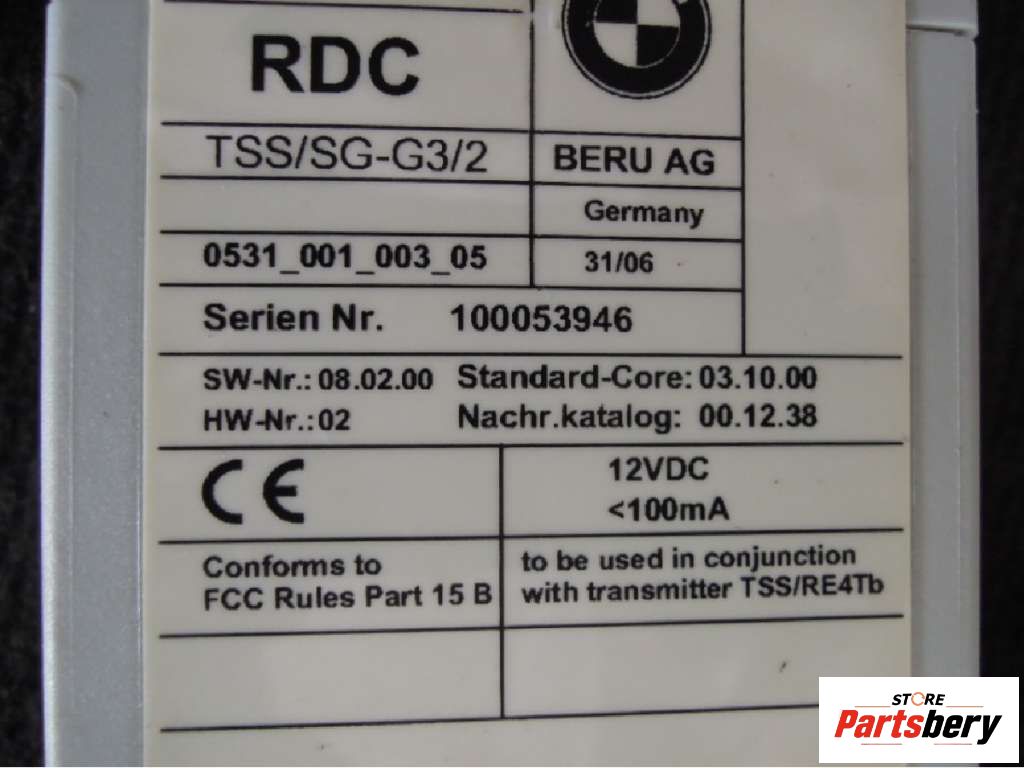 RDC
TSS/SG-G3/2
BERU AG
Germany
0531_001_003_05
31/06
Serien Nr. 100053946
SW-Nr.: 08.02.00 Standard-Core: 03.10.00
HW-Nr.: 02 Nachr.katalog: 00.12.38
CE
12VDC
<100mA
Conforms to
FCC Rules Part 15 B
to be used in conjunction
with transmitter TSS/RE4Tb
STORE
Partsbery